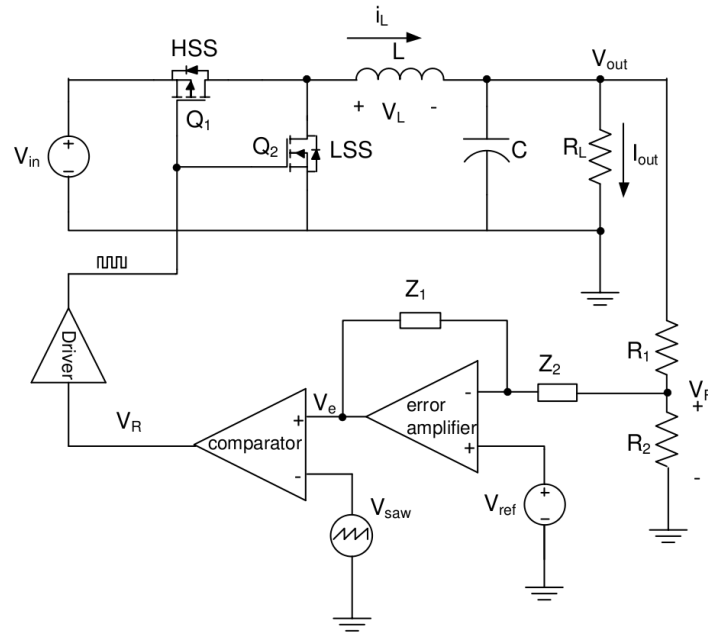 i_L
HSS
L
V_out
Q_1
+ V_L -
Q_2
LSS
C
R_L
I_out
V_in
+
-
Z_1
Driver
Z_2
R_1
V_R
V_e
error
amplifier
-
+
comparator
+
-
V_F
+
R_2
-
V_saw
V_ref
+
-